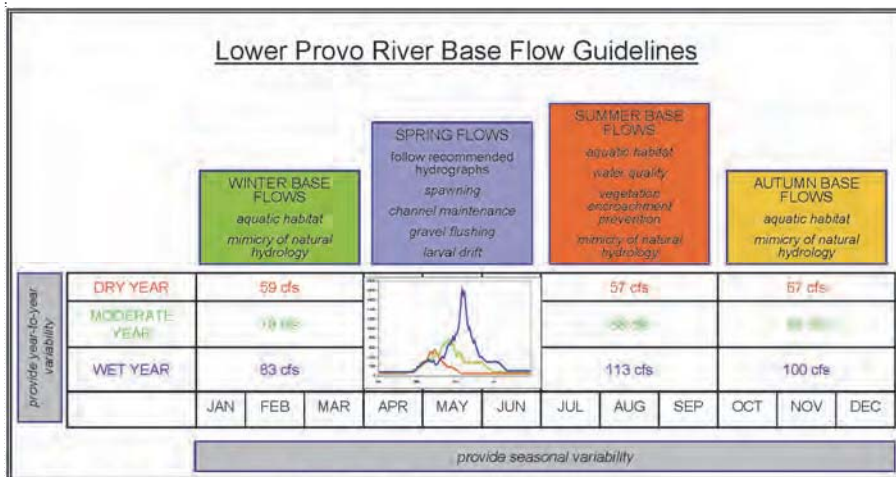 Lower Provo River Base Flow Guidelines
WINTER BASE
FLOWS
aquatic habitat
mimicry of natural
hydrology
SPRING FLOWS
follow recommended
hydrographs
spawning
channel maintenance
gravel flushing
larval drift
SUMMER BASE
FLOWS
aquatic habitat
water quality
vegetation
encroachment
prevention
mimicry of natural
hydrology
AUTUMN BASE
FLOWS
aquatic habitat
mimicry of natural
hydrology
provide year-to-year
variability
DRY YEAR 59 cfs 57 cfs 67 cfs
MODERATE
YEAR
WET YEAR 83 cfs 113 cfs 100 cfs
JAN FEB MAR APR MAY JUN JUL AUG SEP OCT NOV DEC
provide seasonal variability